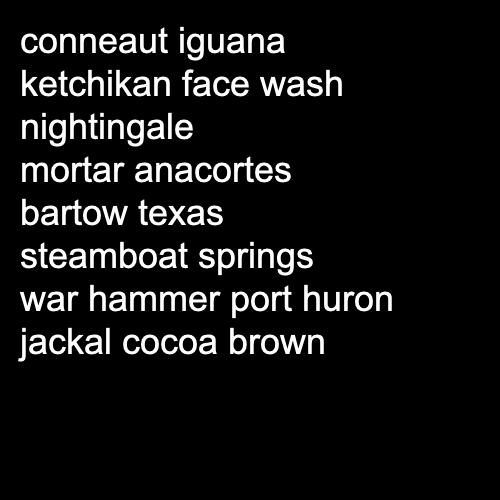 conneaut iguana
ketchikan face wash
nightingale
mortar anacortes
bartow texas
steamboat springs
war hammer port huron
jackal cocoa brown